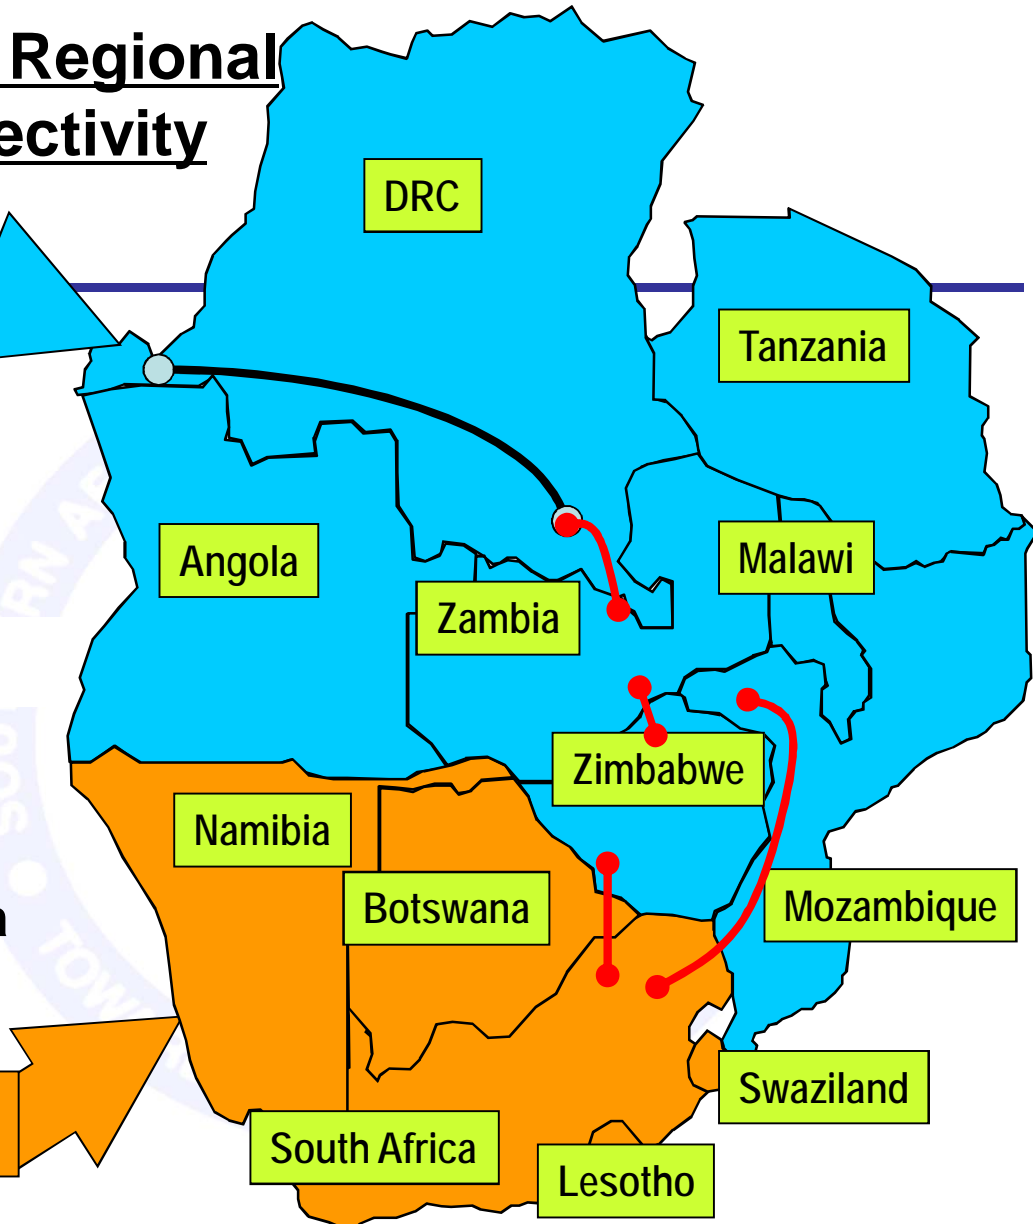 Regional
ectivity
DRC
Tanzania
Angola
Malawi
Zambia
Zimbabwe
Namibia
Botswana
Mozambique
a
Swaziland
South Africa
Lesotho